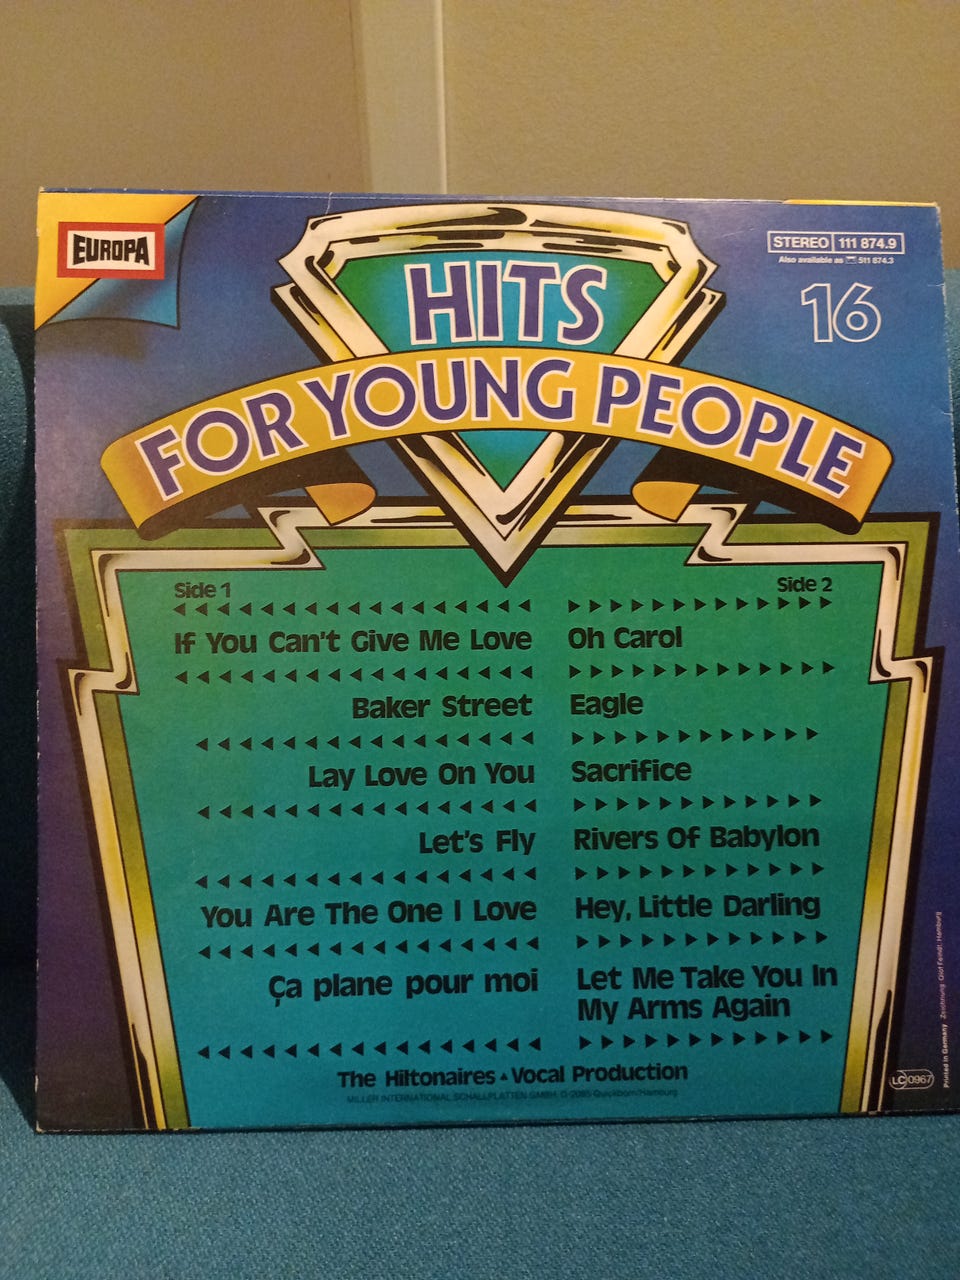 EUROPA
STEREO 111 874.9
Also available as 511 874.3
16
HITS
FOR YOUNG PEOPLE
Side 1
If You Can't Give Me Love
Baker Street
Lay Love On You
Let's Fly
You Are The One I Love
Ça plane pour moi
Side 2
Oh Carol
Eagle
Sacrifice
Rivers Of Babylon
Hey, Little Darling
Let Me Take You In
My Arms Again
The Hiltonaires Vocal Production
MILLER INTERNATIONAL SCHALLPLATTEN GMBH, D-2085 Quickborn/Hamburg
LC 0967
Printed in Germany Zeichnung: Olof Feindt, Hamburg